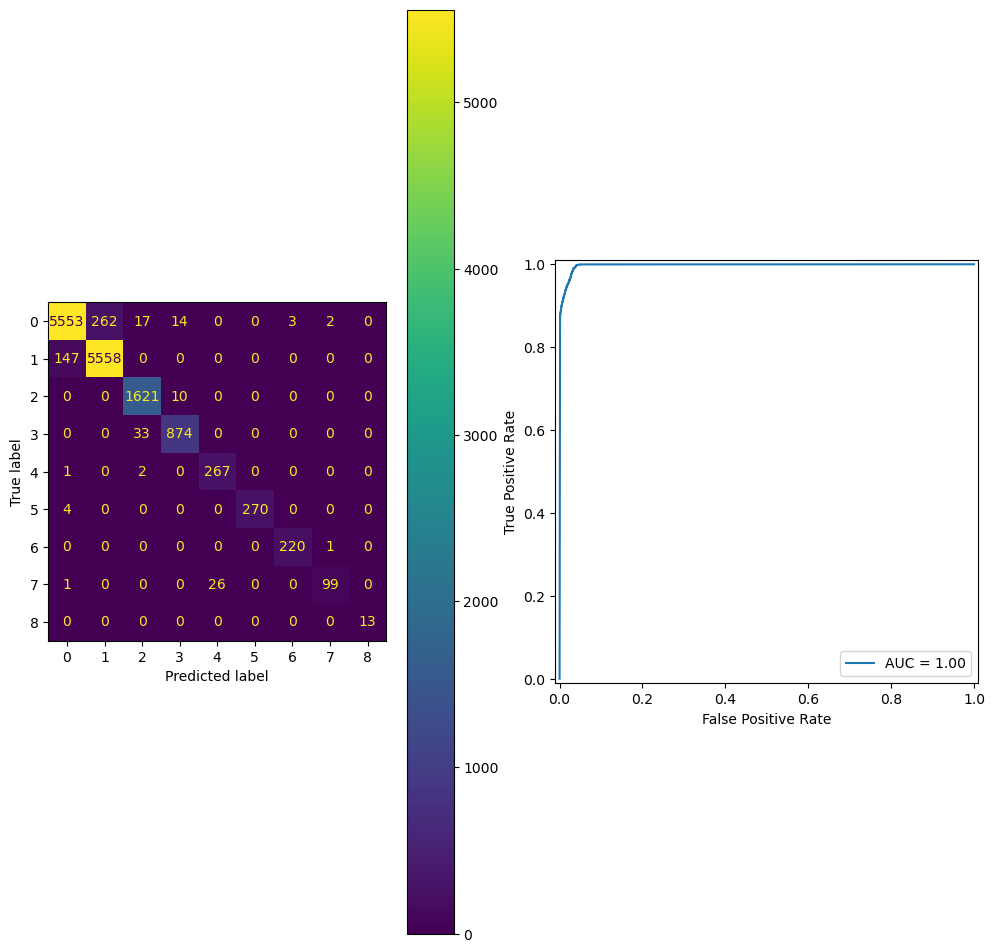 0 5553 262 17 14 0 0 3 2 0
1 147 5558 0 0 0 0 0 0 0
2 0 0 1621 10 0 0 0 0 0
3 0 0 33 874 0 0 0 0 0
4 1 0 2 0 267 0 0 0 0
5 4 0 0 0 0 270 0 0 0
6 0 0 0 0 0 0 220 1 0
7 1 0 0 0 26 0 0 99 0
8 0 0 0 0 0 0 0 0 13
0 1 2 3 4 5 6 7 8
Predicted label
True label
5000
4000
3000
2000
1000
0
1.0
0.8
0.6
0.4
0.2
0.0
True Positive Rate
AUC = 1.00
0.0 0.2 0.4 0.6 0.8 1.0
False Positive Rate